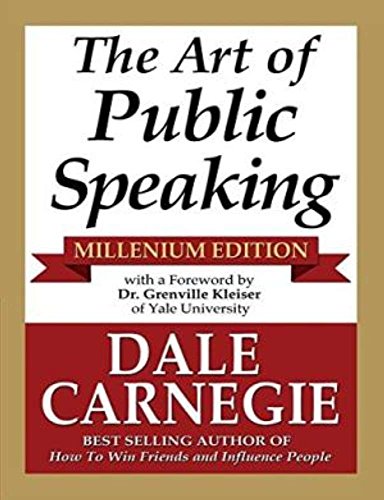 The Art of
Public
Speaking
MILLENIUM EDITION
with a Foreword by
Dr. Grenville Kleiser
of Yale University
DALE
CARNEGIE
BEST SELLING AUTHOR OF
How To Win Friends and Influence People